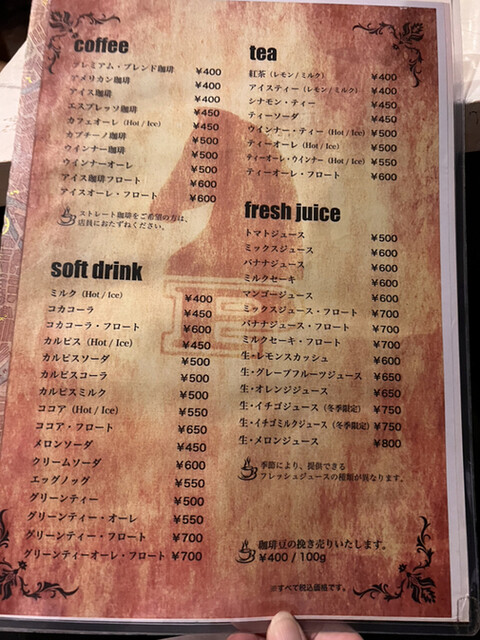 coffee
プレミアム・ブレンド珈琲 ¥400
アメリカン珈琲 ¥400
アイス珈琲 ¥400
エスプレッソ珈琲 ¥450
カフェオーレ (Hot / Ice) ¥450
カプチーノ珈琲 ¥500
ウインナー珈琲 ¥500
ウインナーオーレ ¥500
アイス珈琲フロート ¥600
アイスオーレ・フロート ¥600
ストレート珈琲をご希望の方は、
店員におたずねください。
soft drink
ミルク (Hot / Ice) ¥400
コカコーラ ¥450
コカコーラ・フロート ¥600
カルピス (Hot / Ice) ¥450
カルピスソーダ ¥500
カルピスコーラ ¥500
カルピスミルク ¥500
ココア (Hot / Ice) ¥550
ココア・フロート ¥650
メロンソーダ ¥450
クリームソーダ ¥600
エッグノッグ ¥550
グリーンティー ¥500
グリーンティー・オーレ ¥550
グリーンティー・フロート ¥700
グリーンティーオーレ・フロート ¥700
tea
紅茶 (レモン / ミルク) ¥400
アイスティー (レモン / ミルク) ¥400
シナモン・ティー ¥450
ティーソーダ ¥450
ウインナー・ティー (Hot / Ice) ¥500
ティーオーレ (Hot / Ice) ¥500
ティーオーレ・ウインナー (Hot / Ice) ¥550
ティーオーレ・フロート ¥600
fresh juice
トマトジュース ¥500
ミックスジュース ¥600
バナナジュース ¥600
ミルクセーキ ¥600
マンゴージュース ¥600
ミックスジュース・フロート ¥700
バナナジュース・フロート ¥700
ミルクセーキ・フロート ¥700
生・レモンスカッシュ ¥600
生・グレープフルーツジュース ¥650
生・オレンジジュース ¥650
生・イチゴジュース (冬季限定) ¥750
生・イチゴミルクジュース (冬季限定) ¥750
生・メロンジュース ¥800
季節により、提供できる
フレッシュジュースの種類が異なります。
珈琲豆の挽き売りいたします。
¥400 / 100g
※すべて税込価格です。